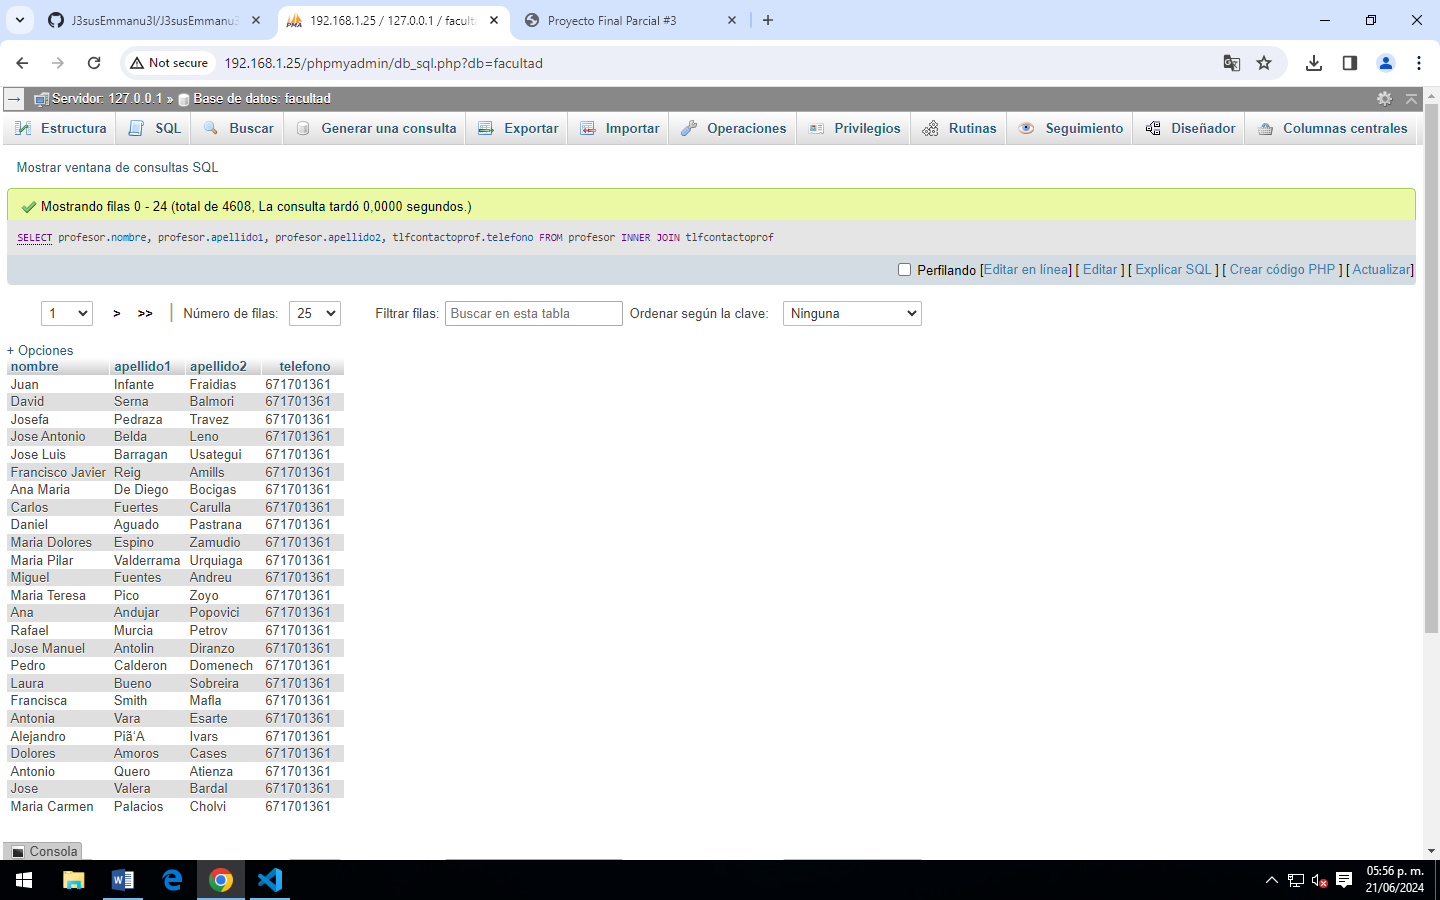 J3susEmmanu3l/J3susEmmanu3
192.168.1.25 / 127.0.0.1 / faculta
Proyecto Final Parcial #3
Not secure
192.168.1.25/phpmyadmin/db_sql.php?db=facultad
Servidor: 127.0.0.1 » Base de datos: facultad
Estructura SQL Buscar Generar una consulta Exportar Importar Operaciones Privilegios Rutinas Seguimiento Diseñador Columnas centrales
Mostrar ventana de consultas SQL
Mostrando filas 0 - 24 (total de 4608, La consulta tardó 0,0000 segundos.)
SELECT profesor.nombre, profesor.apellido1, profesor.apellido2, tlfcontactoprof.telefono FROM profesor INNER JOIN tlfcontactoprof
Perfilando [Editar en línea] [ Editar ] [ Explicar SQL ] [ Crear código PHP ] [ Actualizar]
1 > >> Número de filas: 25 Filtrar filas: Buscar en esta tabla Ordenar según la clave: Ninguna
+ Opciones
nombre apellido1 apellido2 telefono
Juan Infante Fraidias 671701361
David Serna Balmori 671701361
Josefa Pedraza Travez 671701361
Jose Antonio Belda Leno 671701361
Jose Luis Barragan Usategui 671701361
Francisco Javier Reig Amills 671701361
Ana Maria De Diego Bocigas 671701361
Carlos Fuertes Carulla 671701361
Daniel Aguado Pastrana 671701361
Maria Dolores Espino Zamudio 671701361
Maria Pilar Valderrama Urquiaga 671701361
Miguel Fuentes Andreu 671701361
Maria Teresa Pico Zoyo 671701361
Ana Andujar Popovici 671701361
Rafael Murcia Petrov 671701361
Jose Manuel Antolin Diranzo 671701361
Pedro Calderon Domenech 671701361
Laura Bueno Sobreira 671701361
Francisca Smith Mafla 671701361
Antonia Vara Esarte 671701361
Alejandro Piã‘A Ivars 671701361
Dolores Amoros Cases 671701361
Antonio Quero Atienza 671701361
Jose Valera Bardal 671701361
Maria Carmen Palacios Cholvi 671701361
Consola
05:56 p. m.
21/06/2024